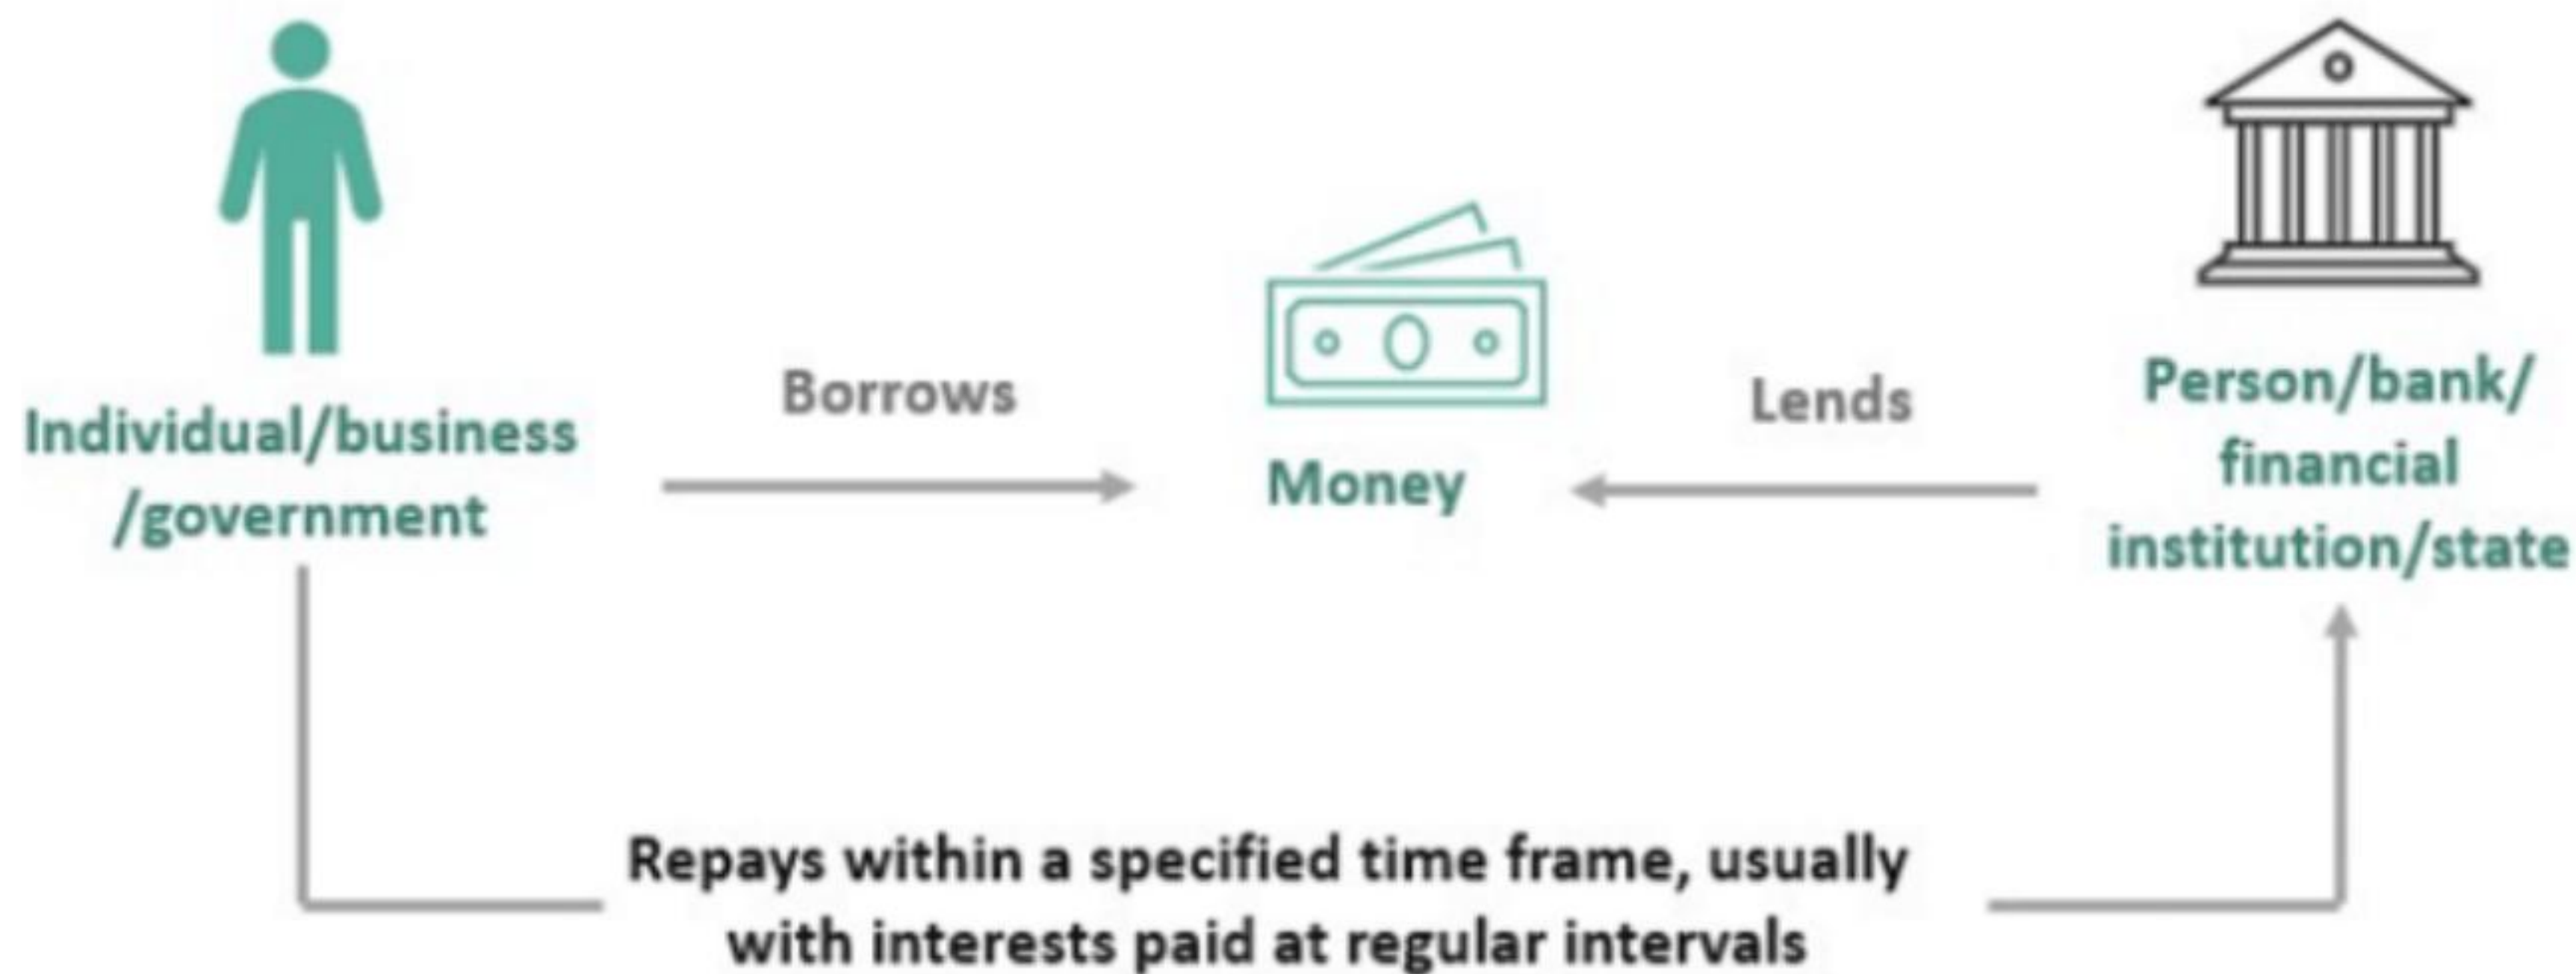 Individual/business
/government
Borrows
Money
Lends
Person/bank/
financial
institution/state
Repays within a specified time frame, usually
with interests paid at regular intervals